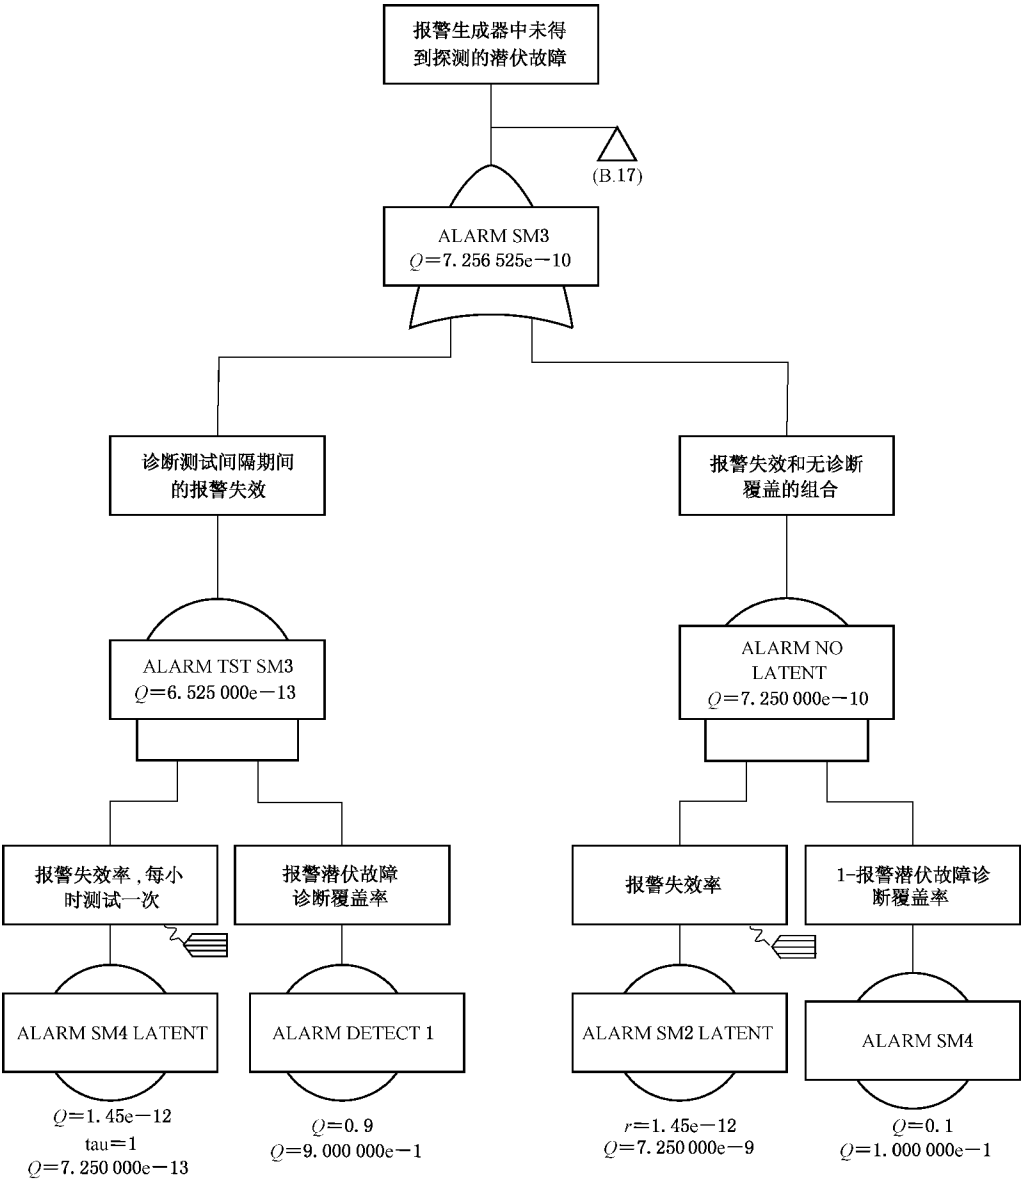 报警生成器中未得
到探测的潜伏故障
(B.17)
ALARM SM3
Q=7.256 525e−10
诊断测试间隔期间
的报警失效
报警失效和无诊断
覆盖的组合
ALARM TST SM3
Q=6.525 000e−13
ALARM NO
LATENT
Q=7.250 000e−10
报警失效率,每小
时测试一次
报警潜伏故障
诊断覆盖率
报警失效率
1-报警潜伏故障诊
断覆盖率
ALARM SM4 LATENT
ALARM DETECT 1
ALARM SM2 LATENT
ALARM SM4
Q=1.45e−12
tau=1
Q=7.250 000e−13
Q=0.9
Q=9.000 000e−1
r=1.45e−12
Q=7.250 000e−9
Q=0.1
Q=1.000 000e−1